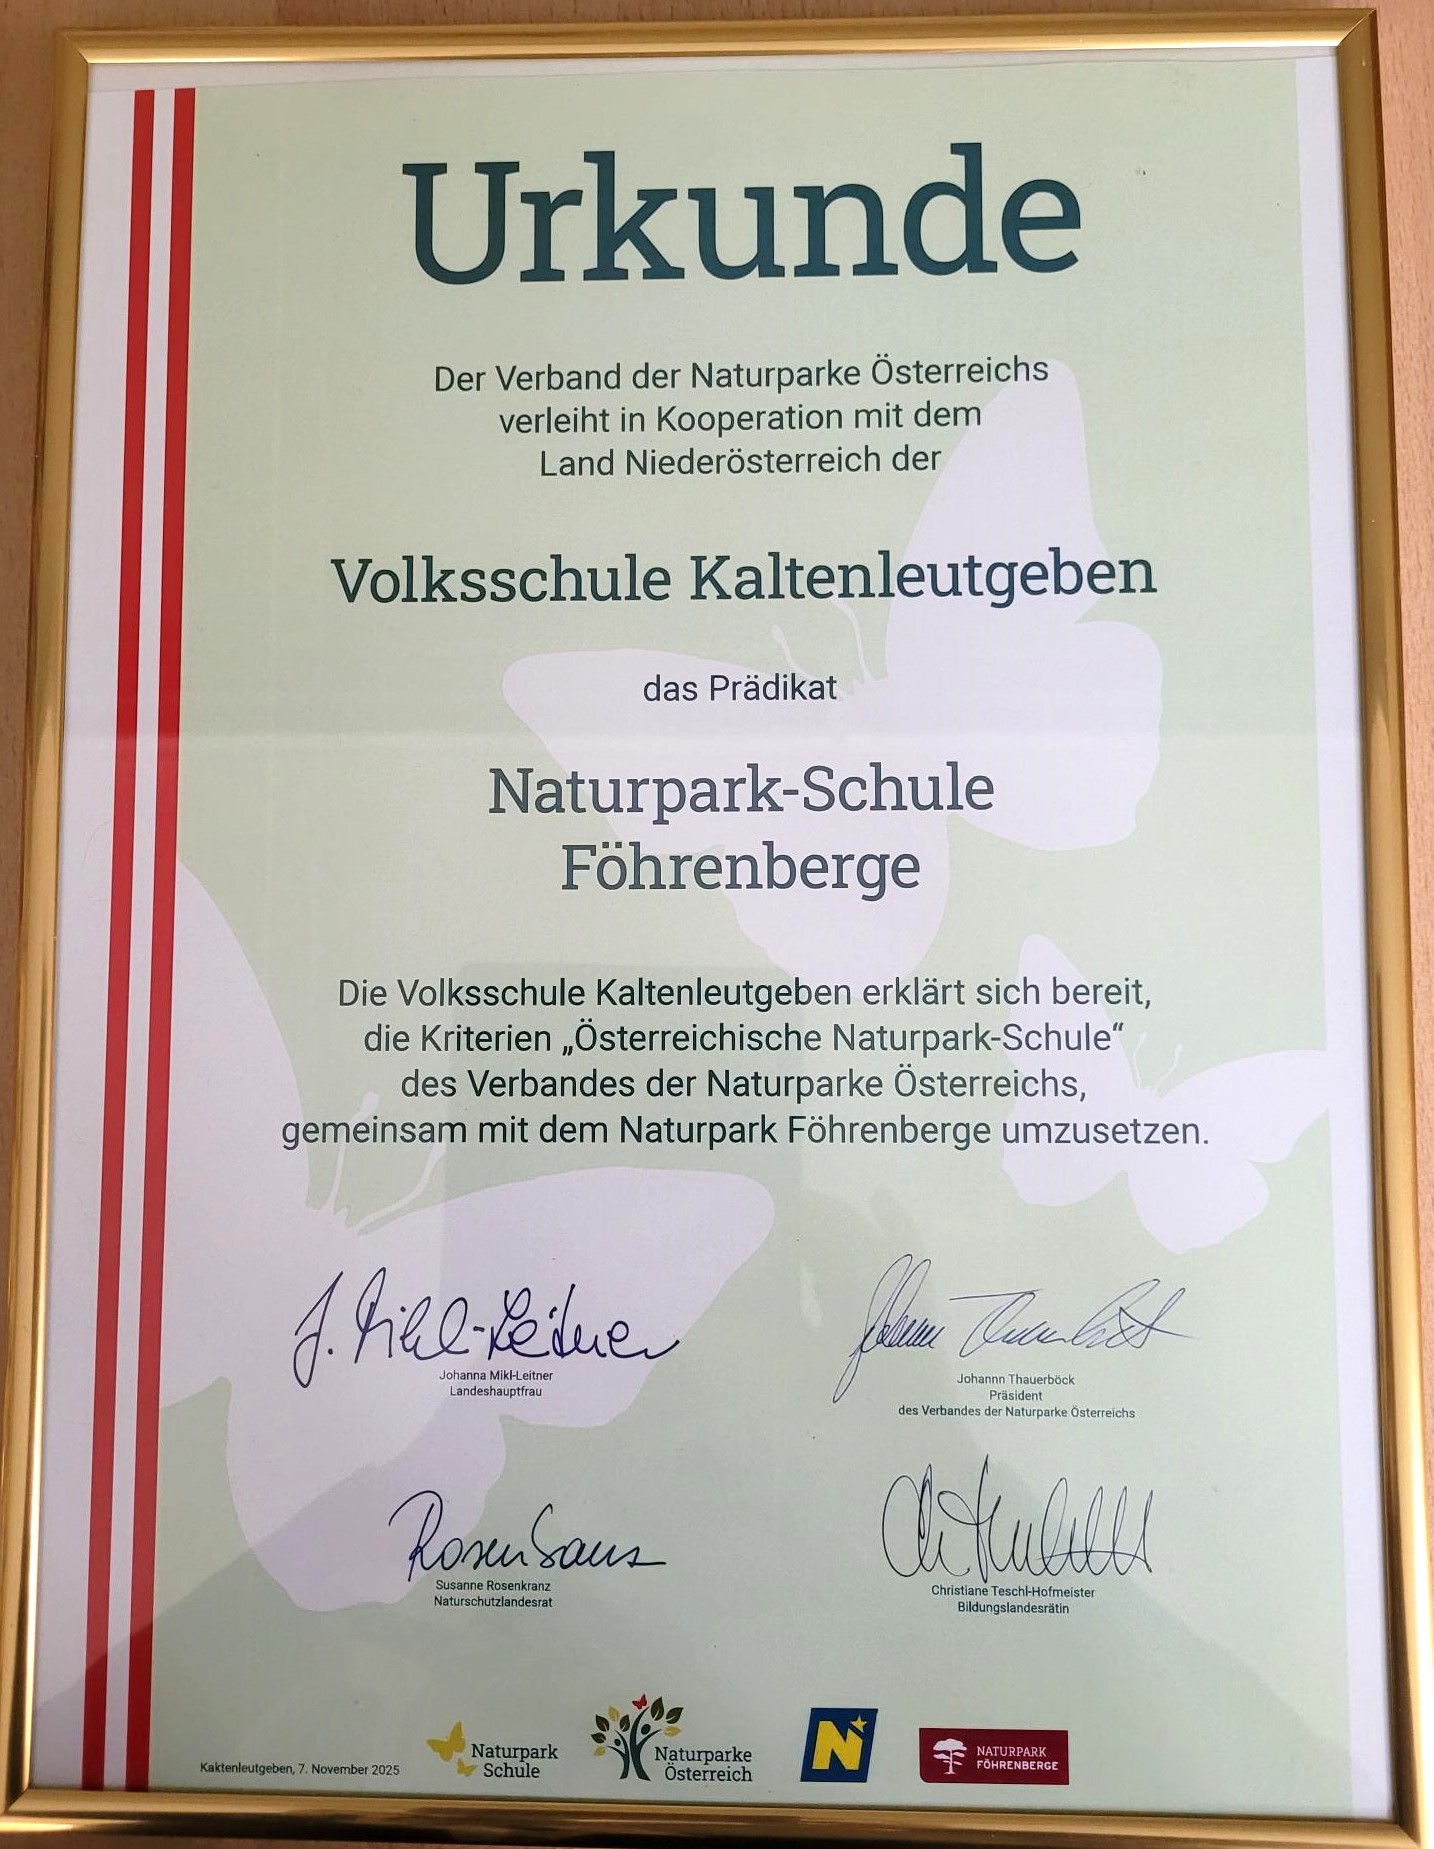 Urkunde
Der Verband der Naturparke Österreichs
verleiht in Kooperation mit dem
Land Niederösterreich der
Volksschule Kaltenleutgeben
das Prädikat
Naturpark-Schule
Föhrenberge
Die Volksschule Kaltenleutgeben erklärt sich bereit,
die Kriterien „Österreichische Naturpark-Schule“
des Verbandes der Naturparke Österreichs,
gemeinsam mit dem Naturpark Föhrenberge umzusetzen.
J. Mikl-Leitner
Johanna Mikl-Leitner
Landeshauptfrau
Johannn Thauerböck
Präsident
des Verbandes der Naturparke Österreichs
Susanne Rosenkranz
Naturschutzlandesrat
Christiane Teschl-Hofmeister
Bildungslandesrätin
Kaktenleutgeben, 7. November 2025
Naturpark
Schule
Naturparke
Österreich
N
NATURPARK
FÖHRENBERGE